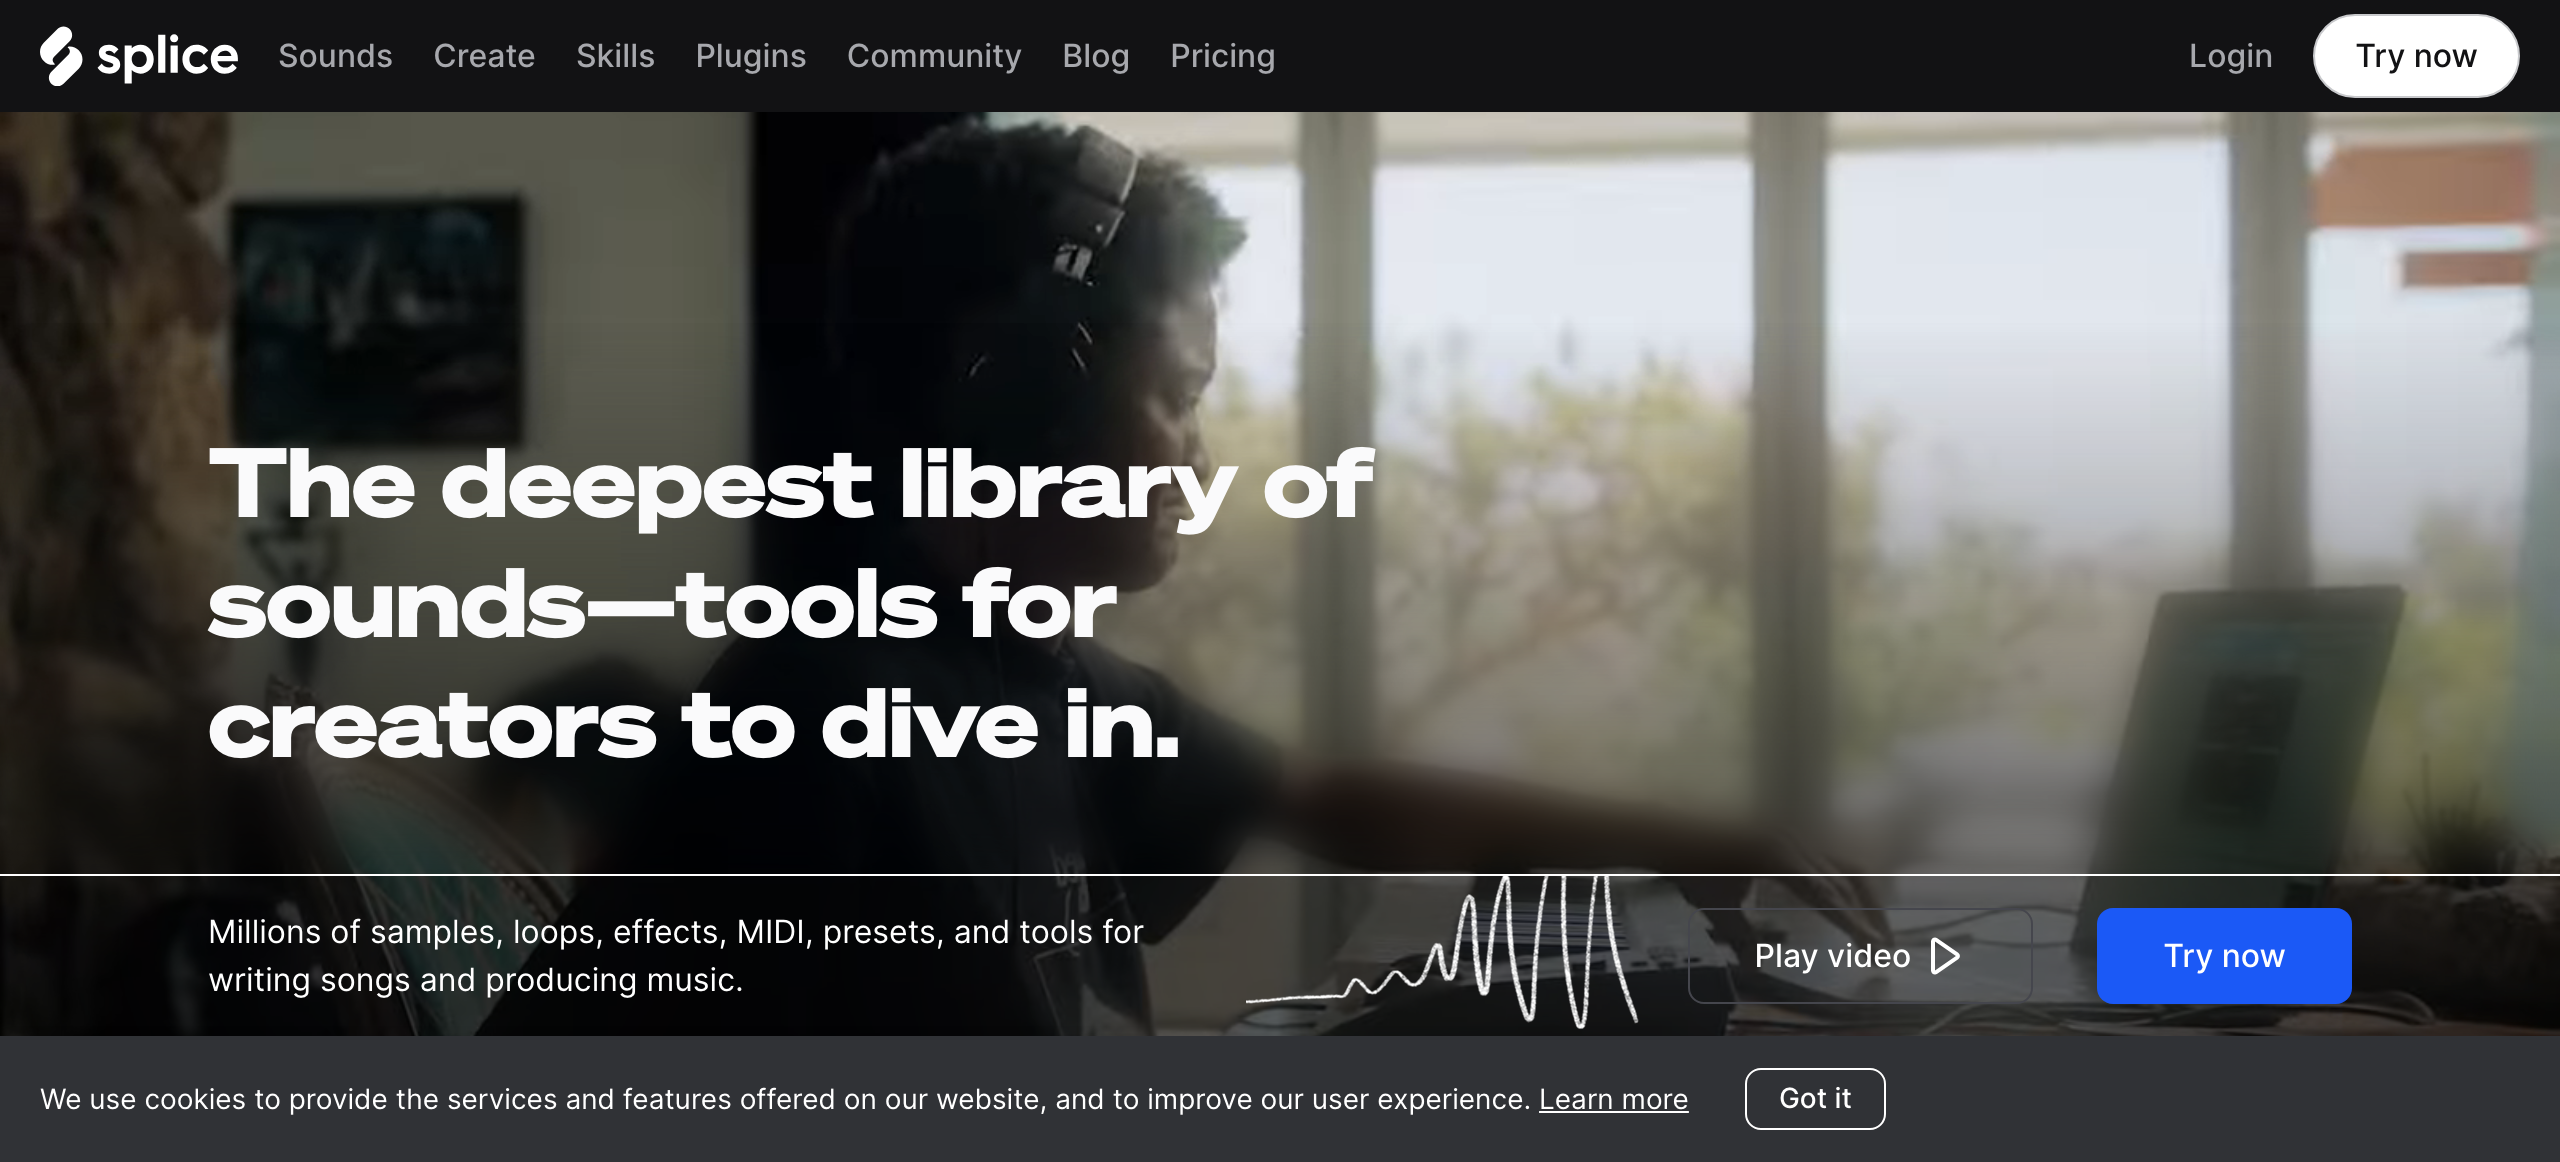 splice Sounds Create Skills Plugins Community Blog Pricing Login Try now
The deepest library of
sounds—tools for
creators to dive in.
Millions of samples, loops, effects, MIDI, presets, and tools for
writing songs and producing music.
Play video Try now
We use cookies to provide the services and features offered on our website, and to improve our user experience. Learn more Got it